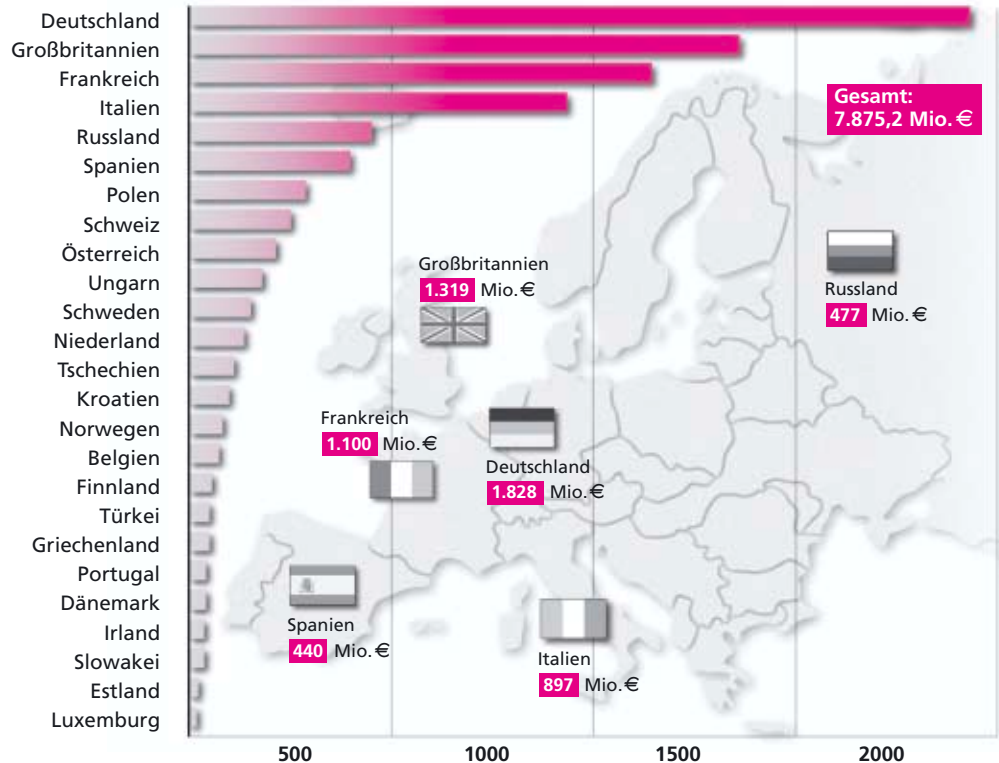 Deutschland
Großbritannien
Frankreich
Italien
Russland
Spanien
Polen
Schweiz
Österreich
Ungarn
Schweden
Niederland
Tschechien
Kroatien
Norwegen
Belgien
Finnland
Türkei
Griechenland
Portugal
Dänemark
Irland
Slowakei
Estland
Luxemburg
Gesamt:
7.875,2 Mio. €
Großbritannien
1.319 Mio. €
Russland
477 Mio. €
Frankreich
1.100 Mio. €
Deutschland
1.828 Mio. €
Spanien
440 Mio. €
Italien
897 Mio. €
500 1000 1500 2000